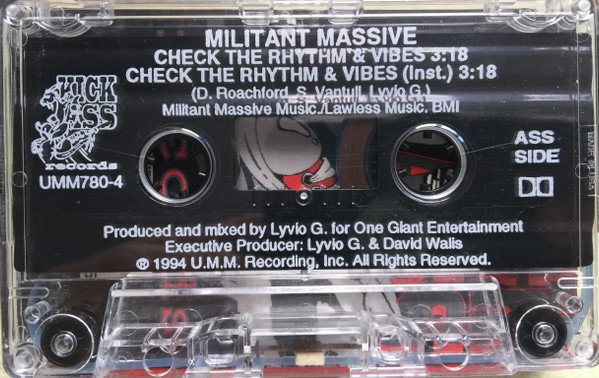 MILITANT MASSIVE
CHECK THE RHYTHM & VIBES 3:18
CHECK THE RHYTHM & VIBES (Inst.) 3:18
(D. Roachford, S. Vantull, Lyvio G.)
Militant Massive Music./Lawless Music, BMI
KICK
ASS
records
UMM780-4
ASS
SIDE
Produced and mixed by Lyvio G. for One Giant Entertainment
Executive Producer: Lyvio G. & David Walls
℗ 1994 U.M.M. Recording, Inc. All Rights Reserved.